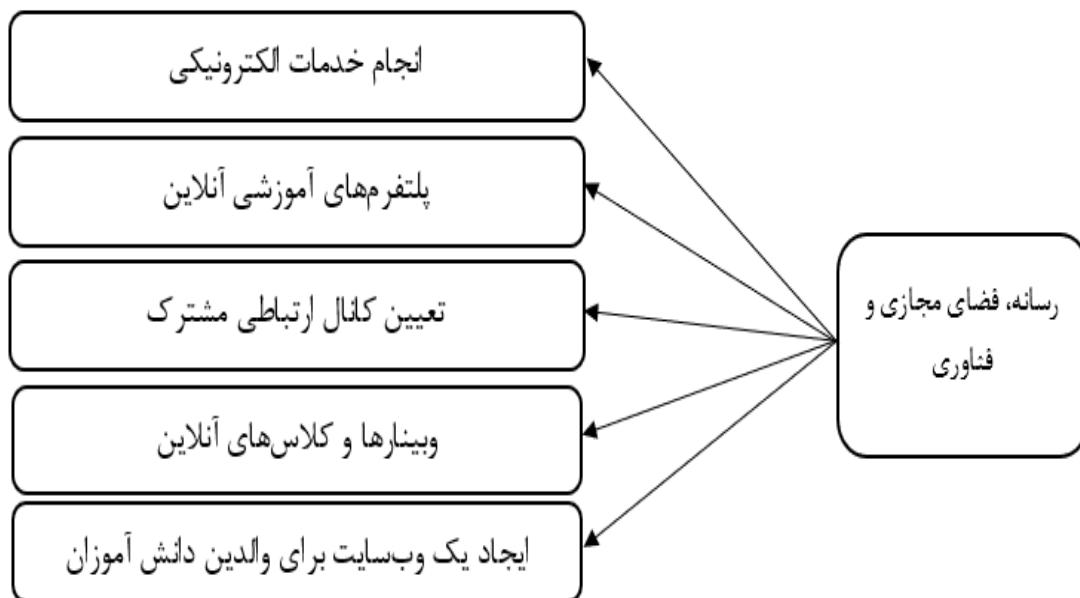 رسانه، فضای مجازی و
فناوری
انجام خدمات الکترونیکی
پلتفرم‌های آموزشی آنلاین
تعیین کانال ارتباطی مشترک
وبینارها و کلاس‌های آنلاین
ایجاد یک وب‌سایت برای والدین دانش آموزان